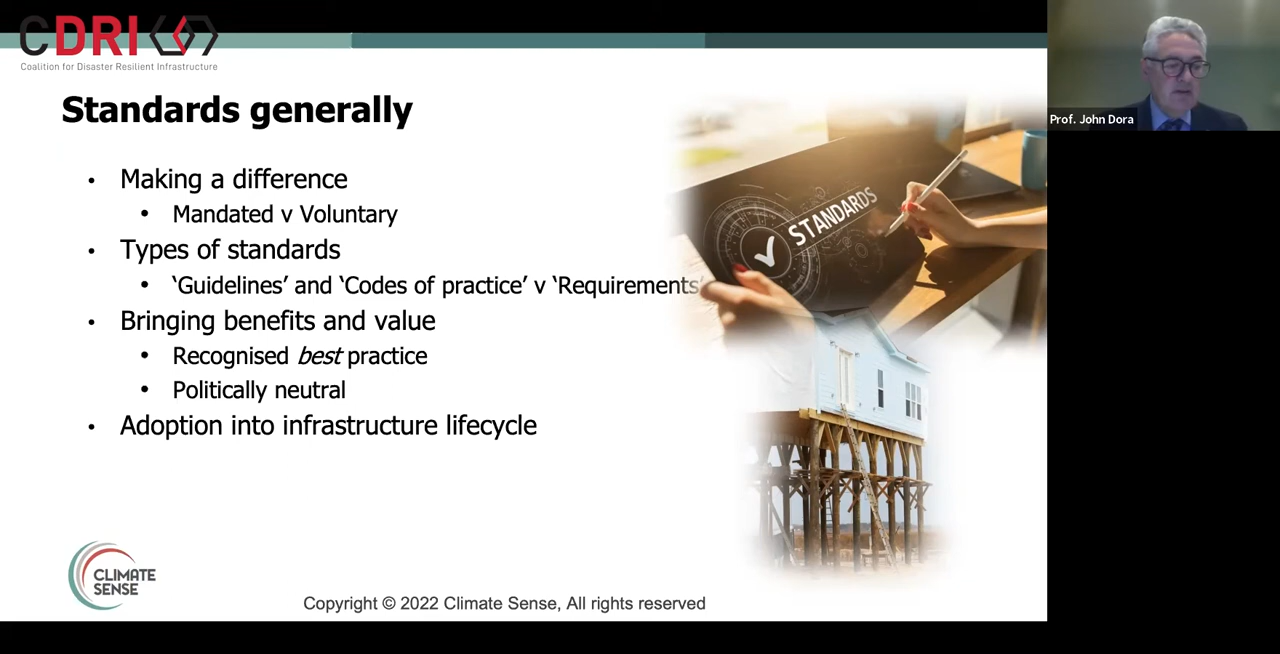 CDRI
Coalition for Disaster Resilient Infrastructure
Prof. John Dora
Standards generally
• Making a difference
• Mandated v Voluntary
• Types of standards
• ‘Guidelines’ and ‘Codes of practice’ v ‘Requirements’
• Bringing benefits and value
• Recognised best practice
• Politically neutral
• Adoption into infrastructure lifecycle
STANDARDS
CLIMATE
SENSE
Copyright © 2022 Climate Sense, All rights reserved